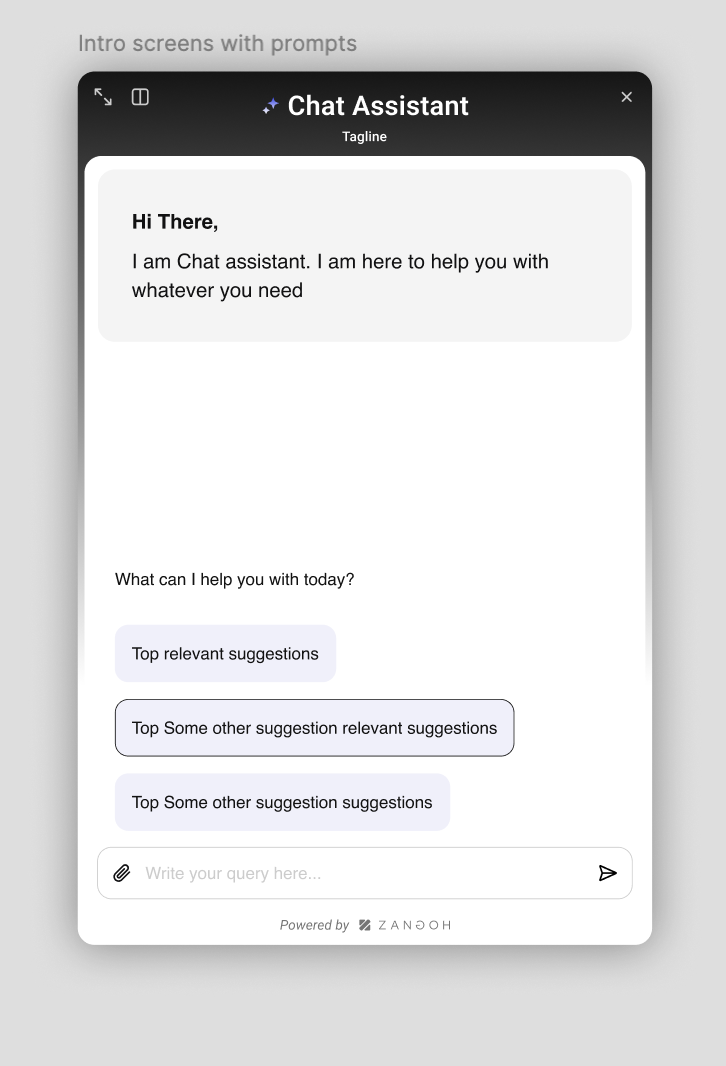 Intro screens with prompts
Chat Assistant
Tagline
Hi There,
I am Chat assistant. I am here to help you with
whatever you need
What can I help you with today?
Top relevant suggestions
Top Some other suggestion relevant suggestions
Top Some other suggestion suggestions
Write your query here...
Powered by ZANGOH